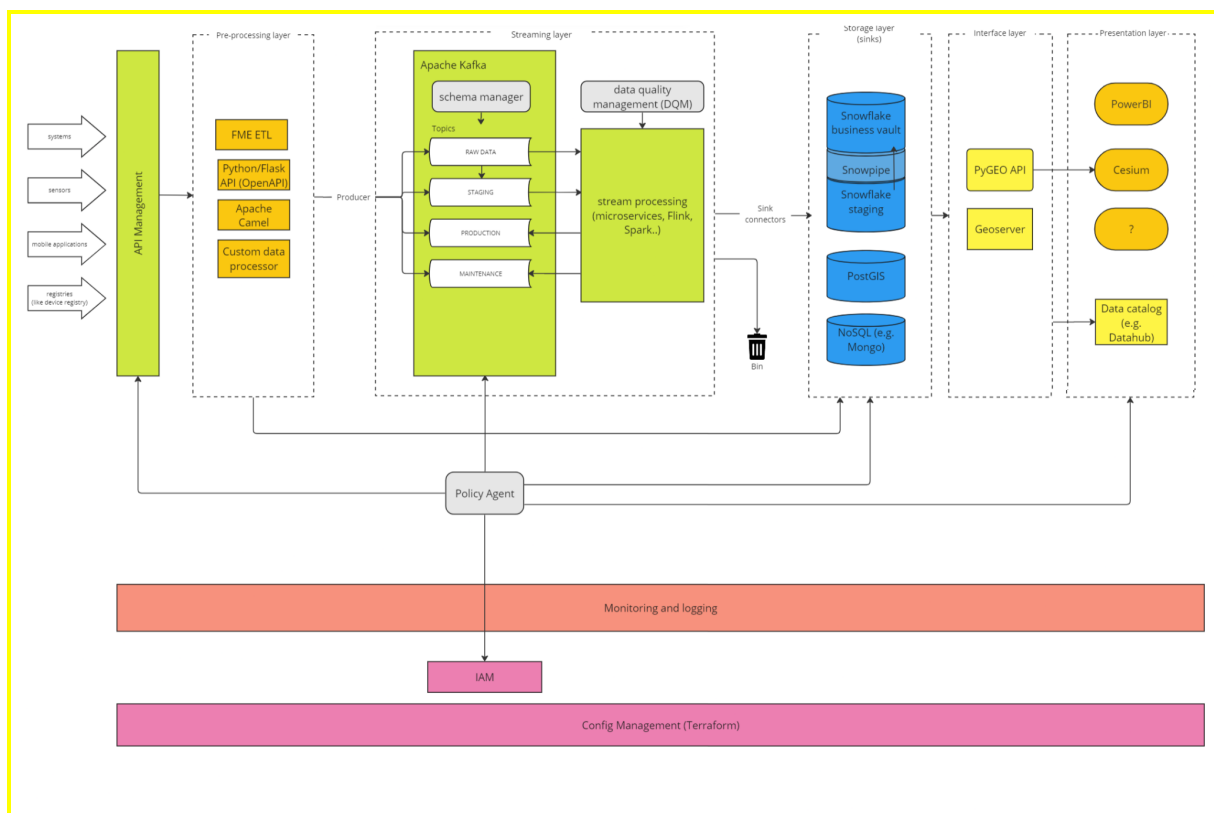 Pre-processing layer
Streaming layer
Storage layer
(sinks)
Interface layer
Presentation layer
systems
sensors
mobile applications
registries
(like device registry)
API Management
FME ETL
Python/Flask
API (OpenAPI)
Apache
Camel
Custom data
processor
Producer
Apache Kafka
schema manager
Topics
RAW DATA
STAGING
PRODUCTION
MAINTENANCE
data quality
management (DQM)
stream processing
(microservices, Flink,
Spark..)
Sink
connectors
Bin
Snowflake
business vault
Snowpipe
Snowflake
staging
PostGIS
NoSQL (e.g.
Mongo)
PyGEO API
Geoserver
PowerBI
Cesium
?
Data catalog
(e.g.
Datahub)
Policy Agent
Monitoring and logging
IAM
Config Management (Terraform)